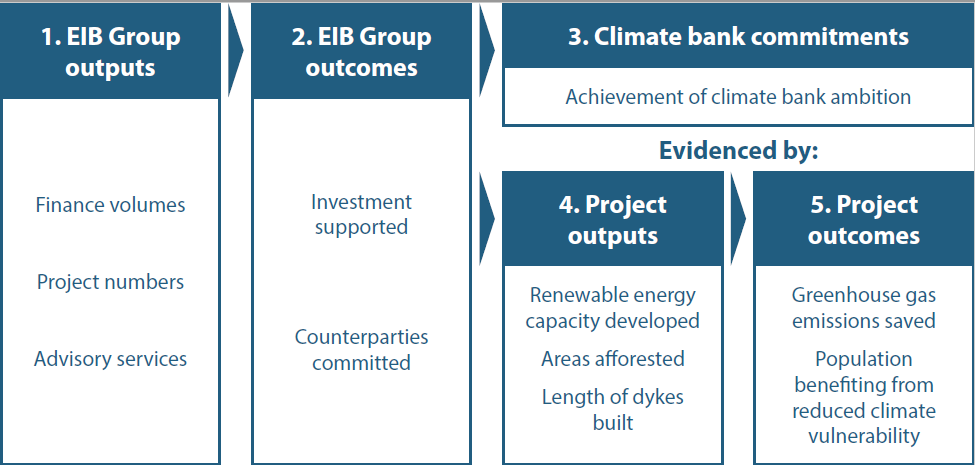 1. EIB Group
outputs
Finance volumes
Project numbers
Advisory services
2. EIB Group
outcomes
Investment
supported
Counterparties
committed
3. Climate bank commitments
Achievement of climate bank ambition
Evidenced by:
4. Project
outputs
Renewable energy
capacity developed
Areas afforested
Length of dykes
built
5. Project
outcomes
Greenhouse gas
emissions saved
Population
benefiting from
reduced climate
vulnerability